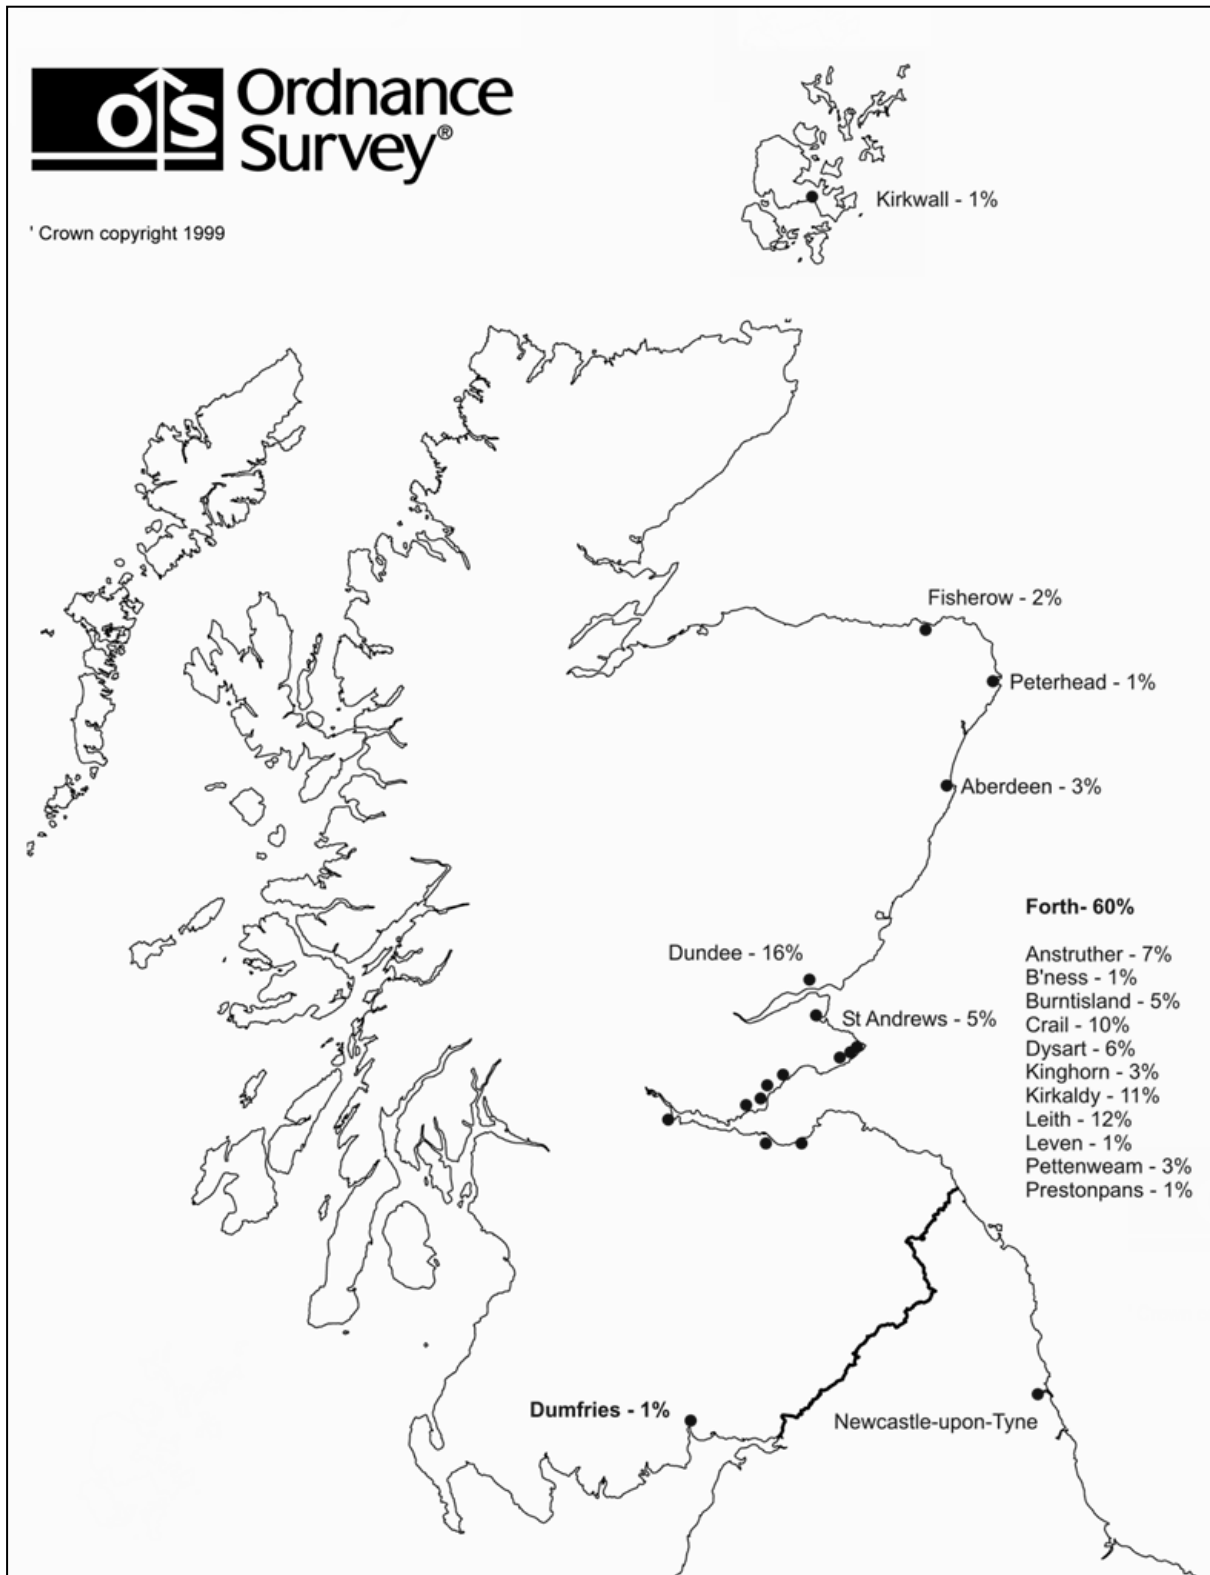 OS Ordnance
Survey®
' Crown copyright 1999
Kirkwall - 1%
Fisherow - 2%
Peterhead - 1%
Aberdeen - 3%
Forth- 60%
Dundee - 16%
Anstruther - 7%
B'ness - 1%
Burntisland - 5%
St Andrews - 5%
Crail - 10%
Dysart - 6%
Kinghorn - 3%
Kirkaldy - 11%
Leith - 12%
Leven - 1%
Pettenweam - 3%
Prestonpans - 1%
Dumfries - 1%
Newcastle-upon-Tyne